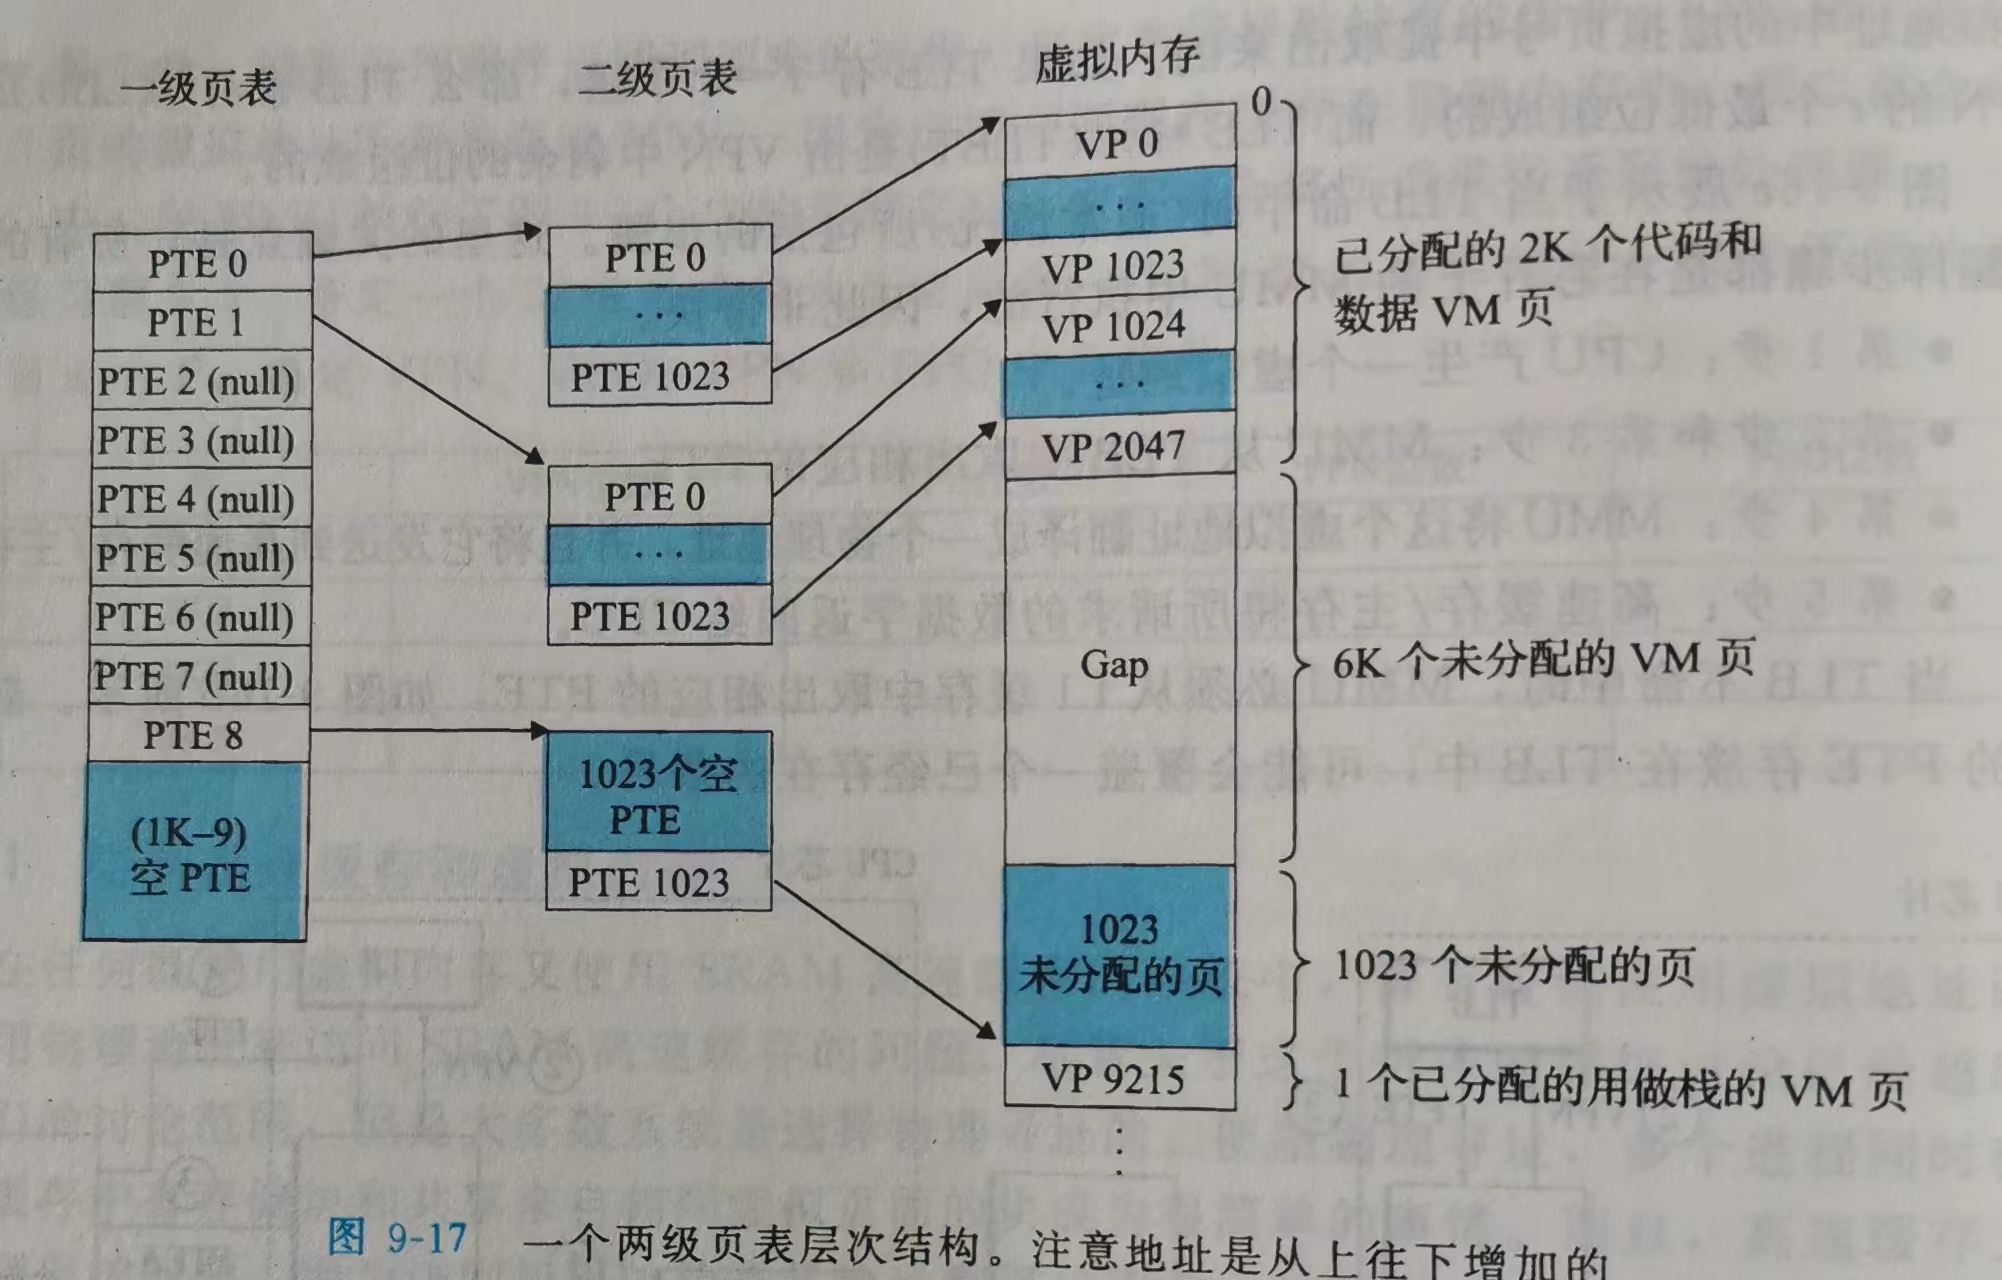 一级页表
二级页表
虚拟内存
PTE 0
PTE 1
PTE 2 (null)
PTE 3 (null)
PTE 4 (null)
PTE 5 (null)
PTE 6 (null)
PTE 7 (null)
PTE 8
(1K–9)
空 PTE
PTE 0
...
PTE 1023
PTE 0
...
PTE 1023
1023个空
PTE
PTE 1023
0
VP 0
...
VP 1023
VP 1024
...
VP 2047
Gap
1023
未分配的页
VP 9215
已分配的 2K 个代码和
数据 VM 页
6K 个未分配的 VM 页
1023 个未分配的页
1 个已分配的用做栈的 VM 页
图 9-17 一个两级页表层次结构。注意地址是从上往下增加的